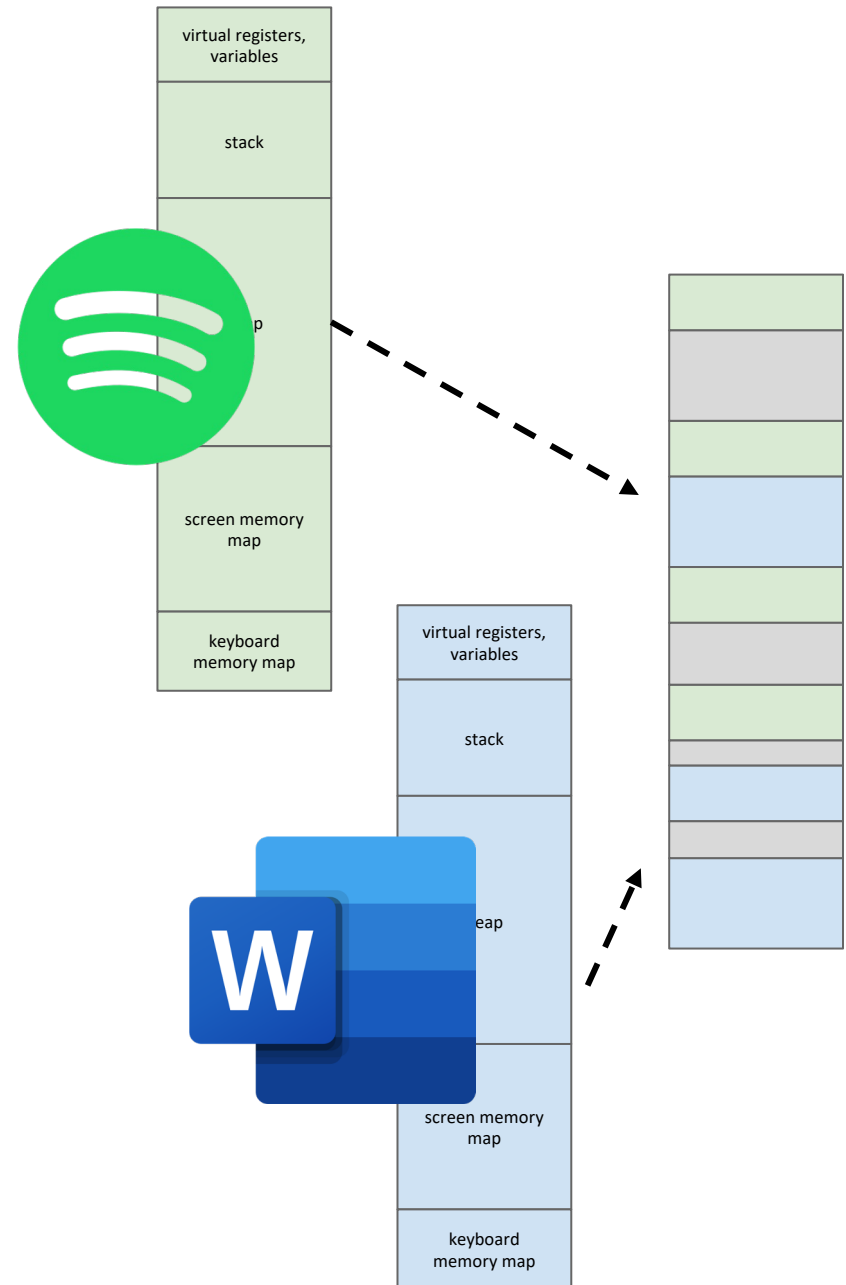 virtual registers,
variables
stack
p
screen memory
map
keyboard
memory map
virtual registers,
variables
stack
W
eap
screen memory
map
keyboard
memory map